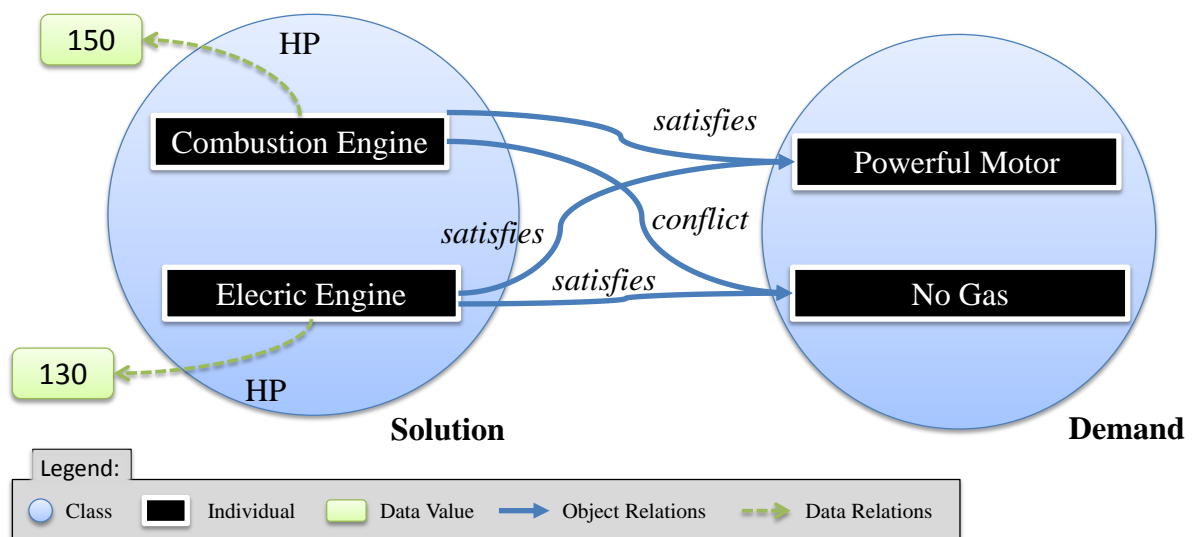 150
HP
Combustion Engine
satisfies
Powerful Motor
satisfies
conflict
Elecric Engine
satisfies
No Gas
130
HP
Solution
Demand
Legend:
Class
Individual
Data Value
Object Relations
Data Relations